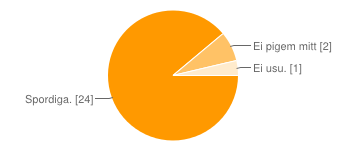 Ei pigem mitt [2]
Ei usu. [1]
Spordiga. [24]